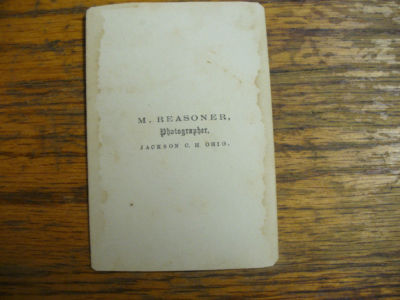 M. REASONER,
Photographer,
JACKSON C. H. OHIO.